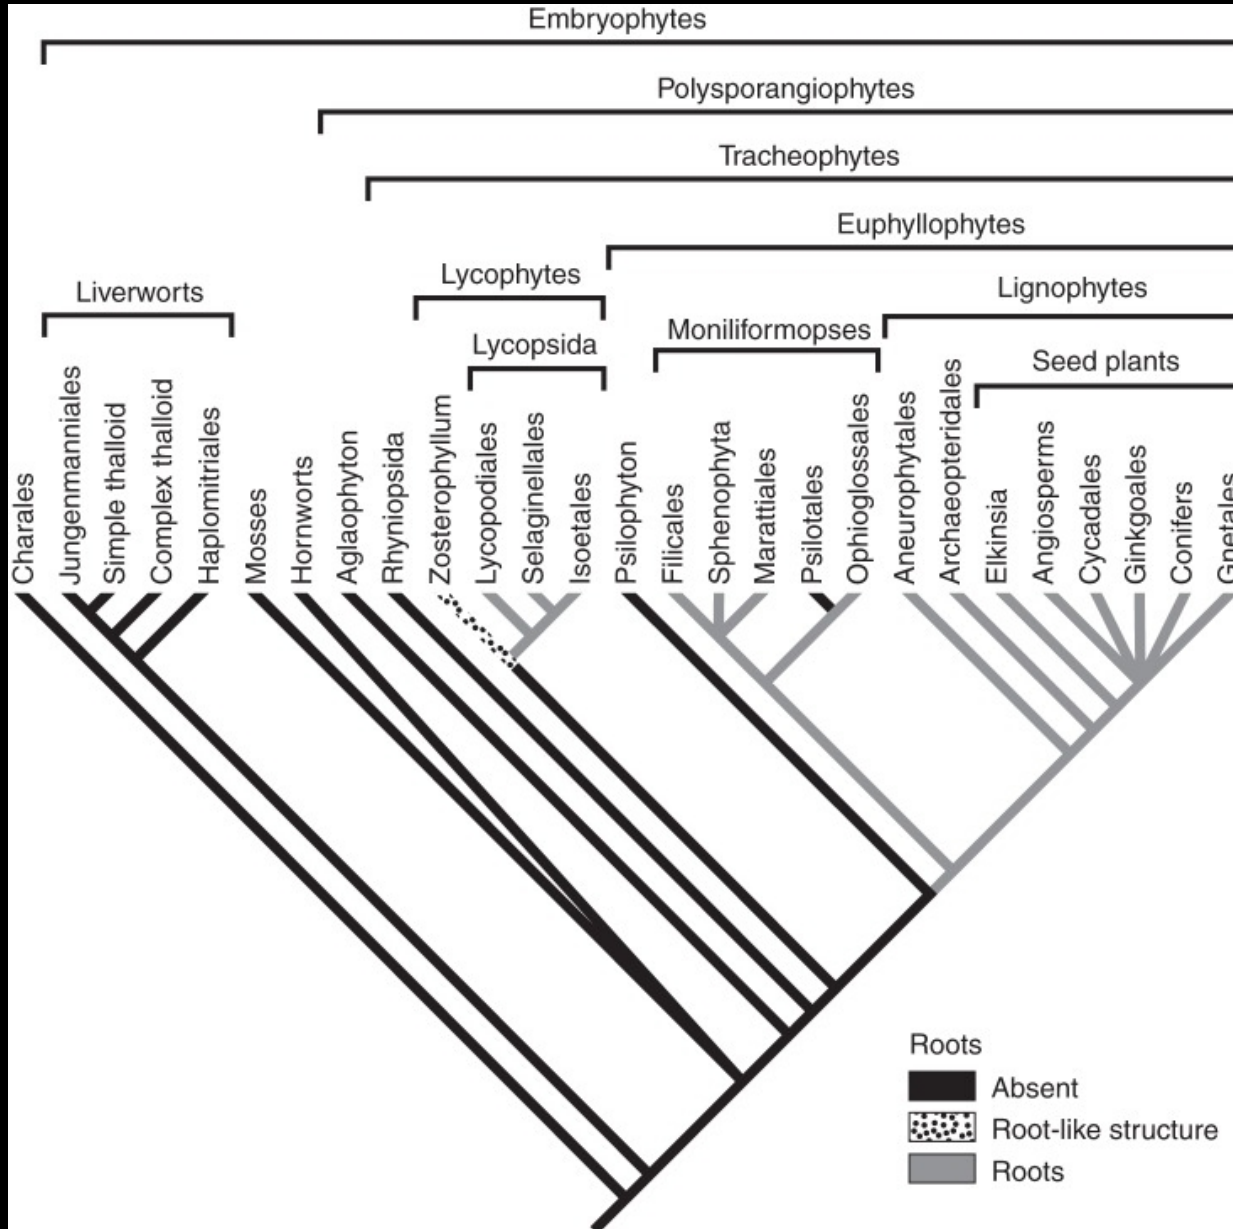 Embryophytes
Polysporangiophytes
Tracheophytes
Euphyllophytes
Lycophytes
Lignophytes
Liverworts
Moniliformopses
Lycopsida
Seed plants
Charales
Jungenmanniales
Simple thalloid
Complex thalloid
Haplomitriales
Mosses
Hornworts
Aglaophyton
Rhyniopsida
Zosterophyllum
Lycopodiales
Selaginellales
Isoetales
Psilophyton
Filicales
Sphenophyta
Marattiales
Psilotales
Ophioglossales
Aneurophytales
Archaeopteridales
Elkinsia
Angiosperms
Cycadales
Ginkgoales
Conifers
Gnetales
Roots
Absent
Root-like structure
Roots